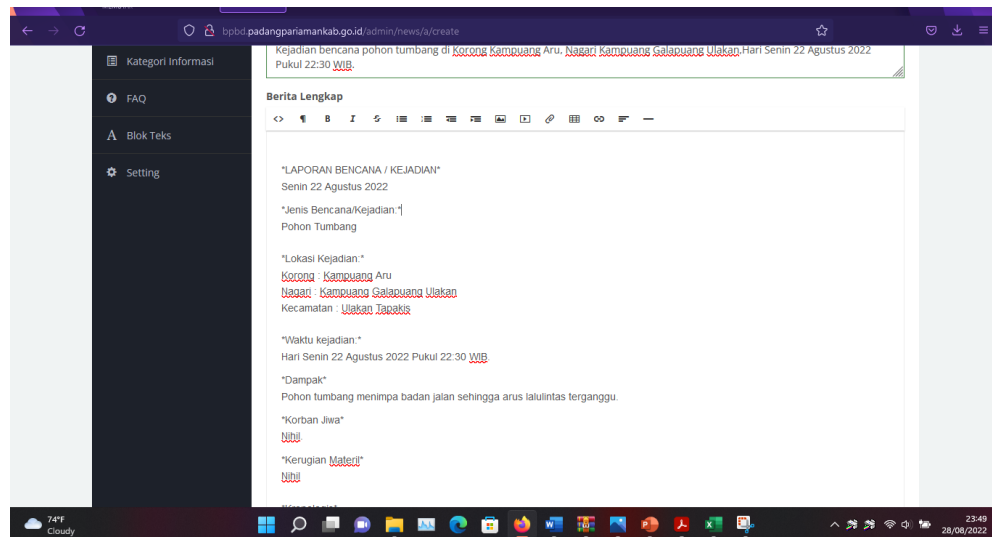 bpbd.padangpariamankab.go.id/admin/news/a/create
Kejadian bencana pohon tumbang di Korong Kampuang Aru, Nagari Kampuang Galapuang Ulakan.Hari Senin 22 Agustus 2022
Pukul 22:30 WIB.
Kategori Informasi
FAQ
A Blok Teks
Setting
Berita Lengkap
<> ¶ B I S
*LAPORAN BENCANA / KEJADIAN*
Senin 22 Agustus 2022
*Jenis Bencana/Kejadian:*
Pohon Tumbang
*Lokasi Kejadian:*
Korong : Kampuang Aru
Nagari : Kampuang Galapuang Ulakan
Kecamatan : Ulakan Tapakis
*Waktu kejadian:*
Hari Senin 22 Agustus 2022 Pukul 22:30 WIB.
*Dampak*
Pohon tumbang menimpa badan jalan sehingga arus lalulintas terganggu.
*Korban Jiwa*
Nihil
*Kerugian Materil*
Nihil
74°F
Cloudy
23:49
28/08/2022